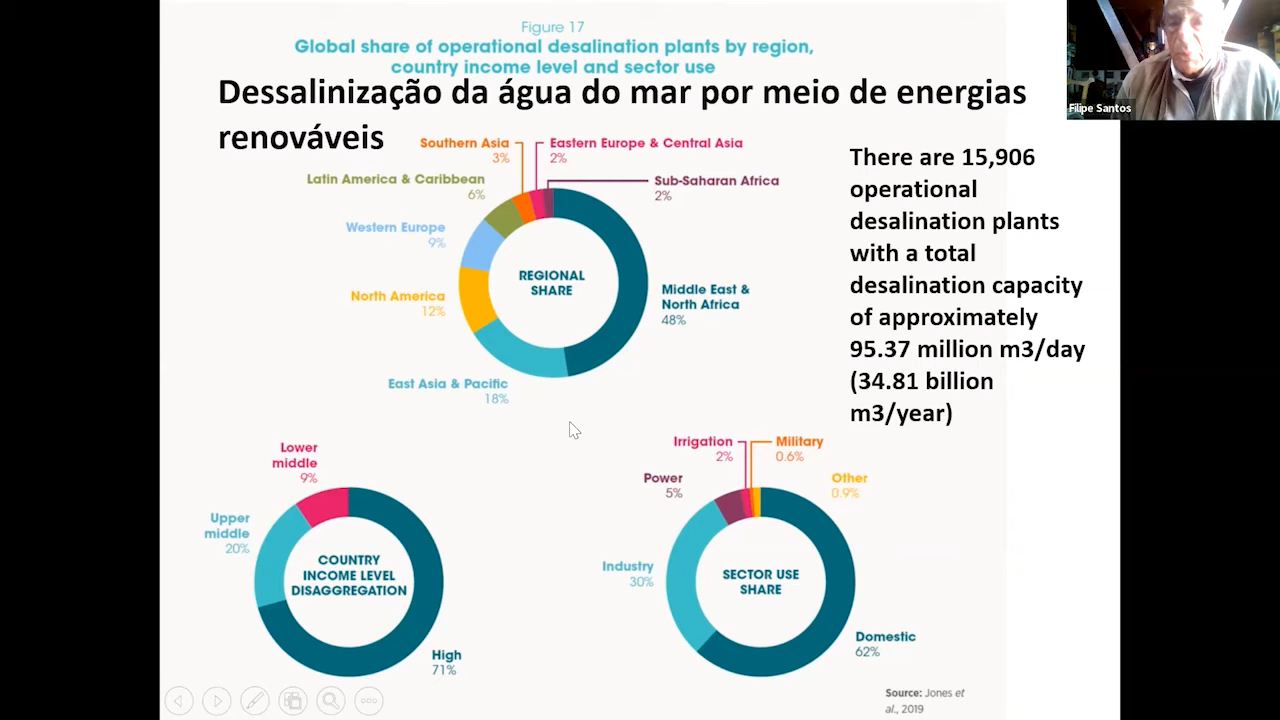 Figure 17
Global share of operational desalination plants by region,
country income level and sector use
Dessalinização da água do mar por meio de energias
renováveis
Filipe Santos
Southern Asia
3%
Eastern Europe & Central Asia
2%
Latin America & Caribbean
6%
Sub-Saharan Africa
2%
Western Europe
9%
North America
12%
REGIONAL
SHARE
Middle East &
North Africa
48%
East Asia & Pacific
18%
There are 15,906
operational
desalination plants
with a total
desalination capacity
of approximately
95.37 million m3/day
(34.81 billion
m3/year)
Lower
middle
9%
Upper
middle
20%
COUNTRY
INCOME LEVEL
DISAGGREGATION
High
71%
Irrigation
2%
Military
0.6%
Power
5%
Other
0.9%
Industry
30%
SECTOR USE
SHARE
Domestic
62%
Source: Jones et
al., 2019